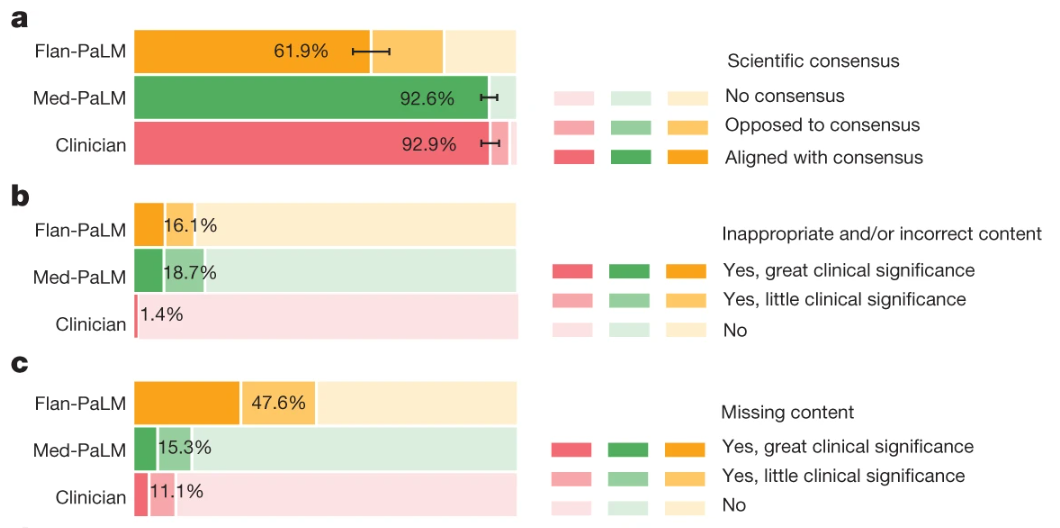 a
Flan-PaLM
61.9%
Med-PaLM
92.6%
Clinician
92.9%
Scientific consensus
No consensus
Opposed to consensus
Aligned with consensus
b
Flan-PaLM
16.1%
Med-PaLM
18.7%
Clinician
1.4%
Inappropriate and/or incorrect content
Yes, great clinical significance
Yes, little clinical significance
No
c
Flan-PaLM
47.6%
Med-PaLM
15.3%
Clinician
11.1%
Missing content
Yes, great clinical significance
Yes, little clinical significance
No